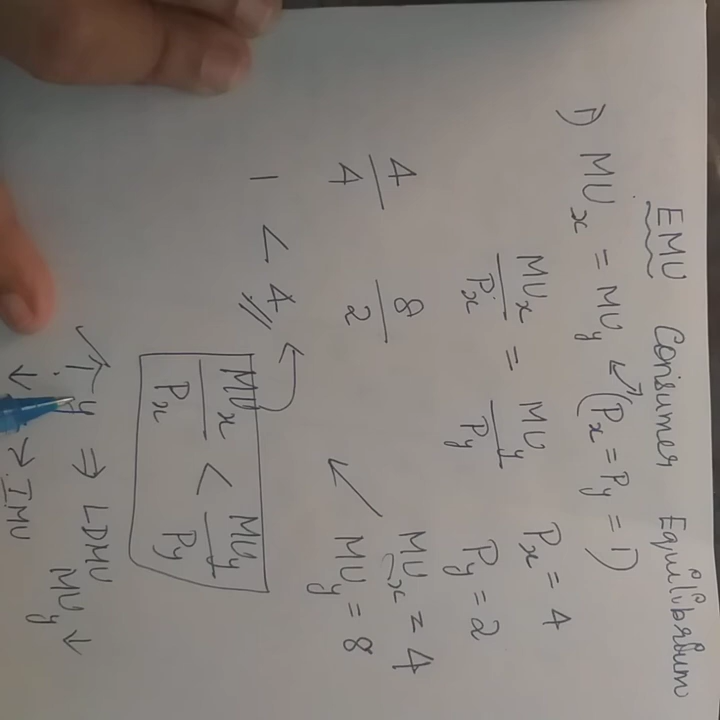 EMU Consumer Equilibrium
1) MUx = MUy (Px = Py = 1)
MUx/Px = MUy/Py
Px = 4
Py = 2
MUx = 4
MUy = 8
4/4 8/2
1 < 4
MUx/Px < MUy/Py
↑ y ⇒ LDMU
MUy ↓
↓ → IMU